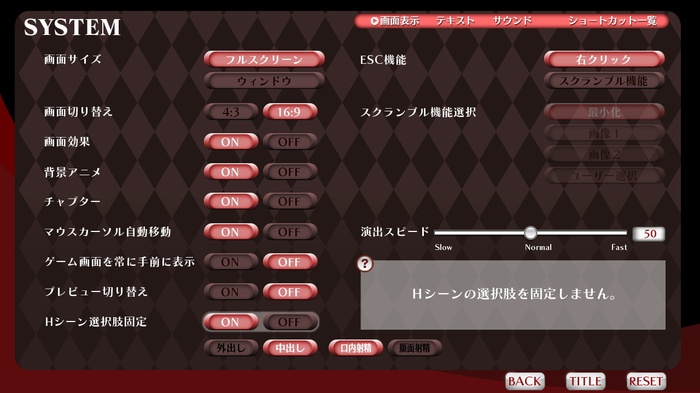 SYSTEM
画面表示 テキスト サウンド ショートカット一覧
画面サイズ フルスクリーン
ウィンドウ
画面切り替え 4:3 16:9
画面効果 ON OFF
背景アニメ ON OFF
チャプター ON OFF
マウスカーソル自動移動 ON OFF
ゲーム画面を常に手前に表示 ON OFF
プレビュー切り替え ON OFF
Hシーン選択肢固定 ON OFF
外出し 中出し 口内射精 顔面射精
ESC機能 右クリック
スクランブル機能
スクランブル機能選択 最小化
画像1
画像2
ユーザー選択
演出スピード 50
Slow Normal Fast
?
Hシーンの選択肢を固定しません。
BACK TITLE RESET